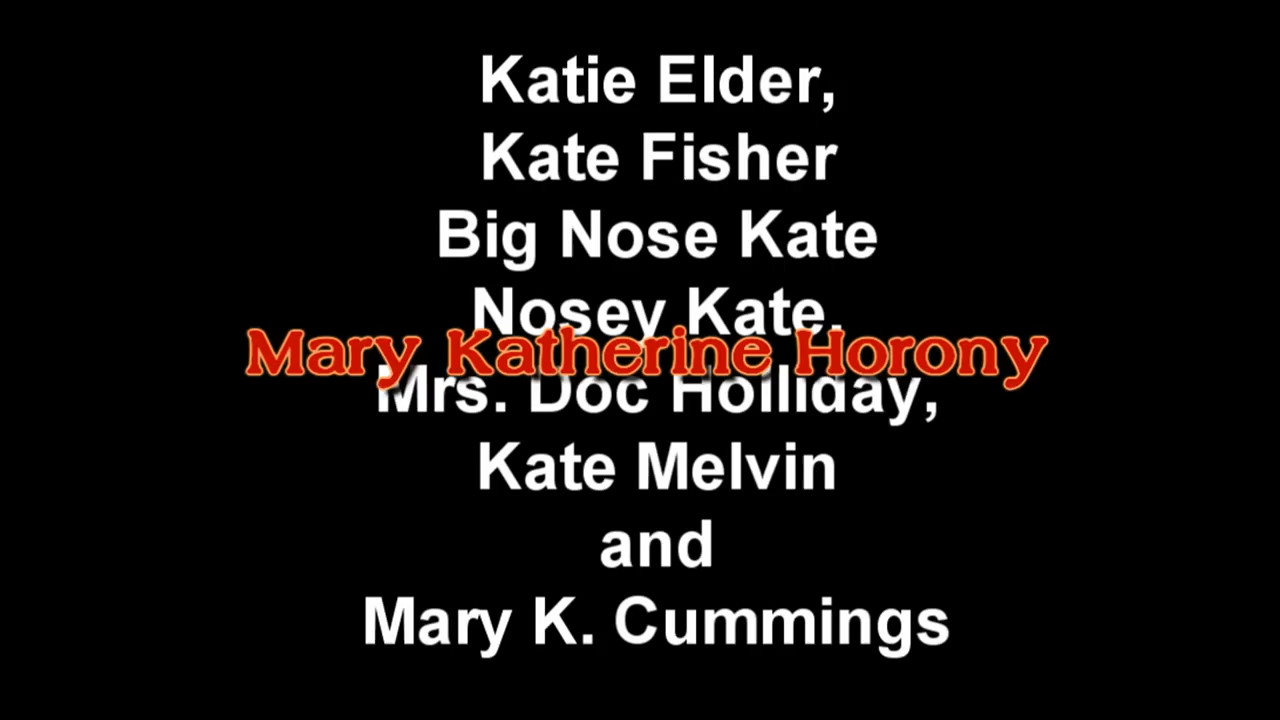 Katie Elder,
Kate Fisher
Big Nose Kate
Nosey Kate,
Mary Katherine Horony
Mrs. Doc Holliday,
Kate Melvin
and
Mary K. Cummings